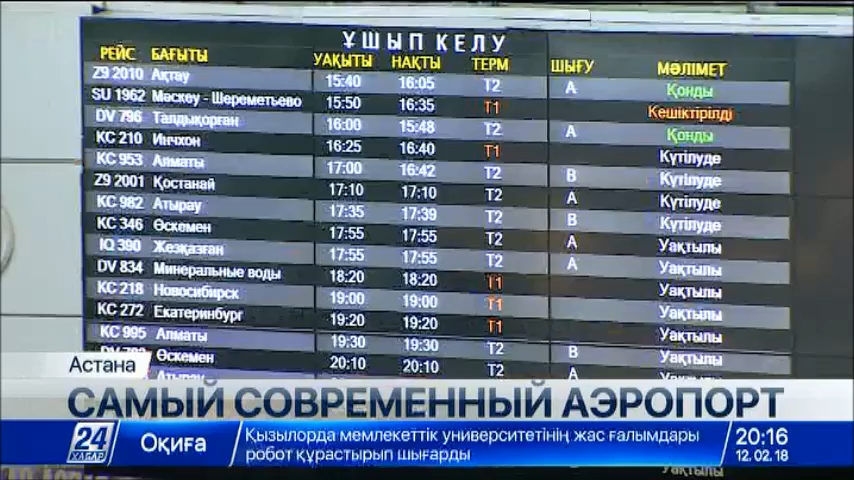 ҰШЫП КЕЛУ
РЕЙС БАҒЫТЫ УАҚЫТЫ НАҚТЫ ТЕРМ ШЫҒУ МӘЛІМЕТ
Z9 2010 Ақтау 15:40 16:05 T2 A Қонды
SU 1962 Мәскеу - Шереметьево 15:50 16:35 T1 Кешіктірілді
DV 796 Талдықорған 16:00 15:48 T2 A Қонды
KC 210 Инчхон 16:25 16:40 T1 Күтілуде
KC 953 Алматы 17:00 16:42 T2 B Күтілуде
Z9 2001 Қостанай 17:10 17:10 T2 A Күтілуде
KC 982 Атырау 17:35 17:39 T2 B Күтілуде
KC 346 Өскемен 17:55 17:55 T2 A Уақтылы
IQ 390 Жезқазған 17:55 17:55 T2 A Уақтылы
DV 834 Минеральные воды 18:20 18:20 T1 Уақтылы
KC 218 Новосибирск 19:00 19:00 T1 Уақтылы
KC 272 Екатеринбург 19:20 19:20 T1 Уақтылы
KC 995 Алматы 19:30 19:30 T2 B Уақтылы
Өскемен 20:10 20:10 T2 A
Атырау
Астана
САМЫЙ СОВРЕМЕННЫЙ АЭРОПОРТ
24 ХАБАР Оқиға Қызылорда мемлекеттік университетінің жас ғалымдары
робот құрастырып шығарды
20:16
12.02.18
Уақтылы